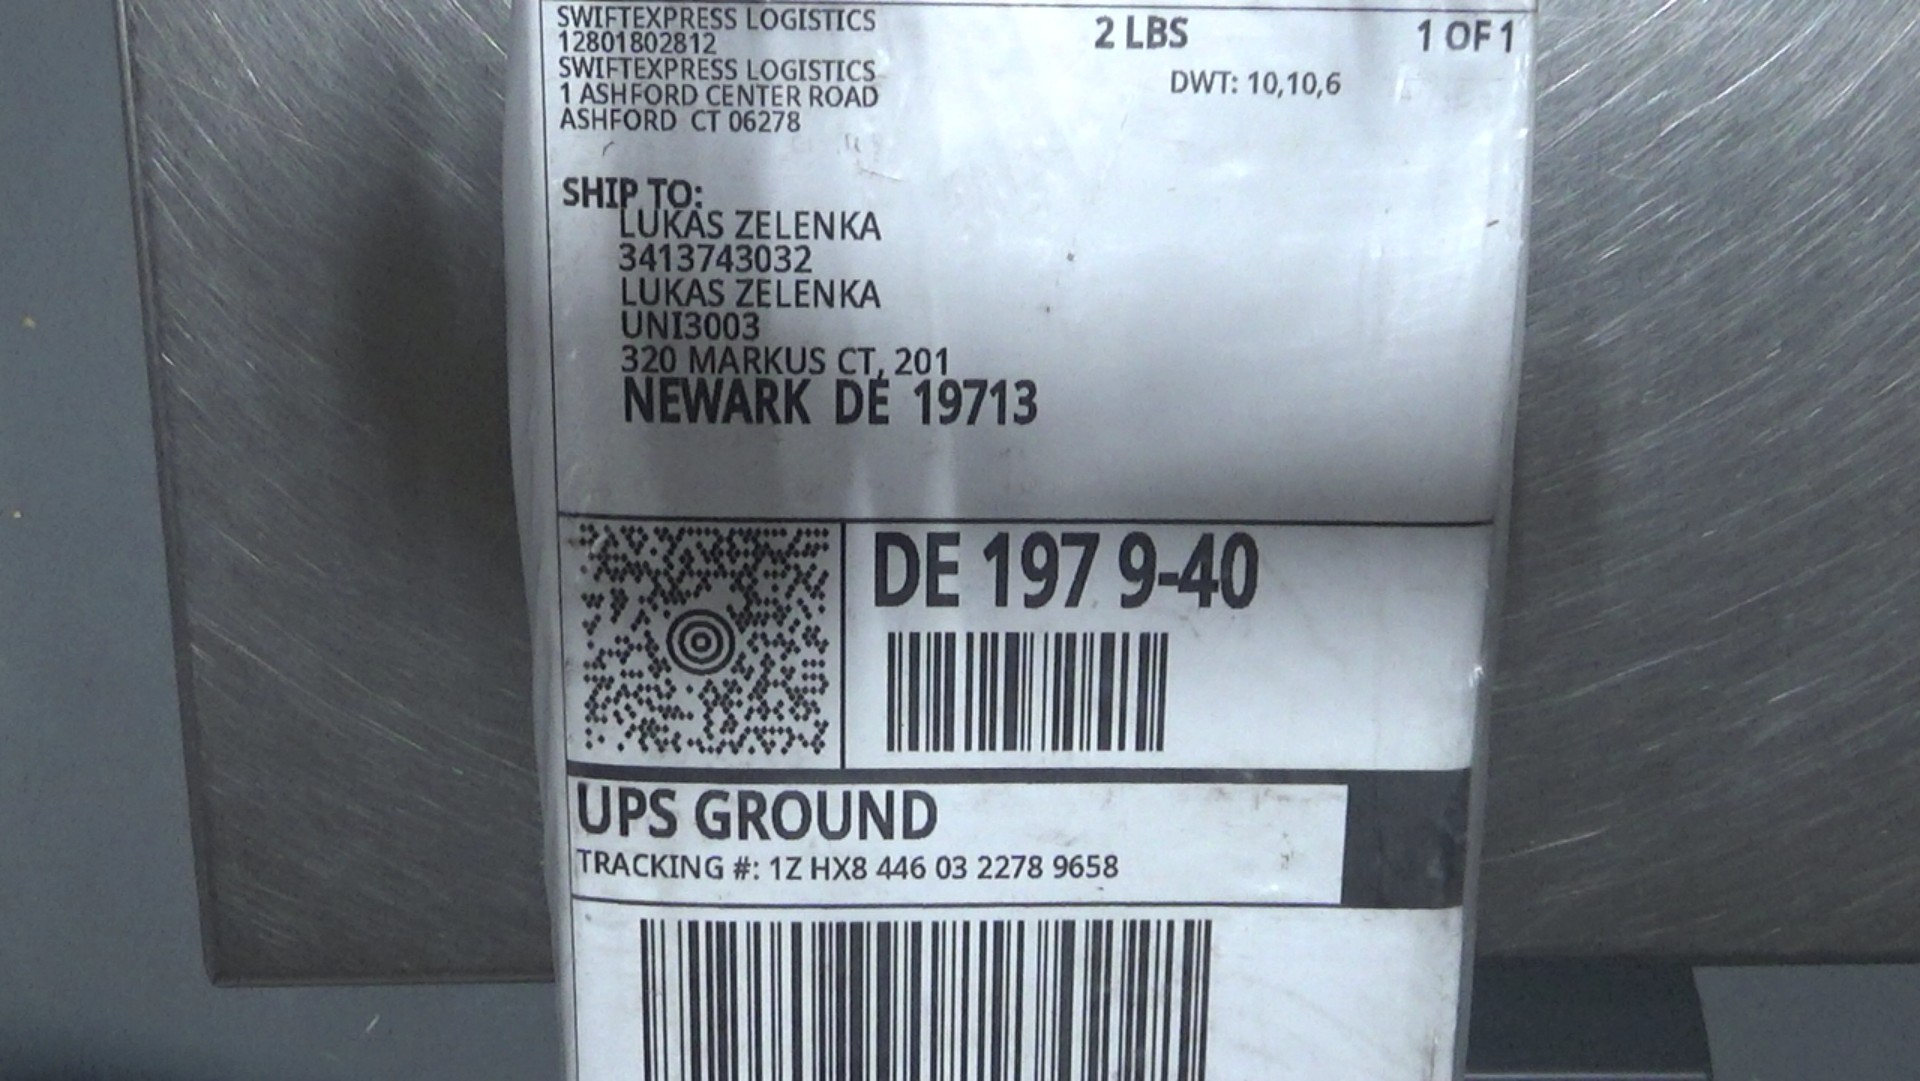 SWIFTEXPRESS LOGISTICS
12801802812
SWIFTEXPRESS LOGISTICS
1 ASHFORD CENTER ROAD
ASHFORD CT 06278
2 LBS
1 OF 1
DWT: 10,10,6
SHIP TO:
LUKAS ZELENKA
3413743032
LUKAS ZELENKA
UNI3003
320 MARKUS CT, 201
NEWARK DE 19713
DE 197 9-40
UPS GROUND
TRACKING #: 1Z HX8 446 03 2278 9658